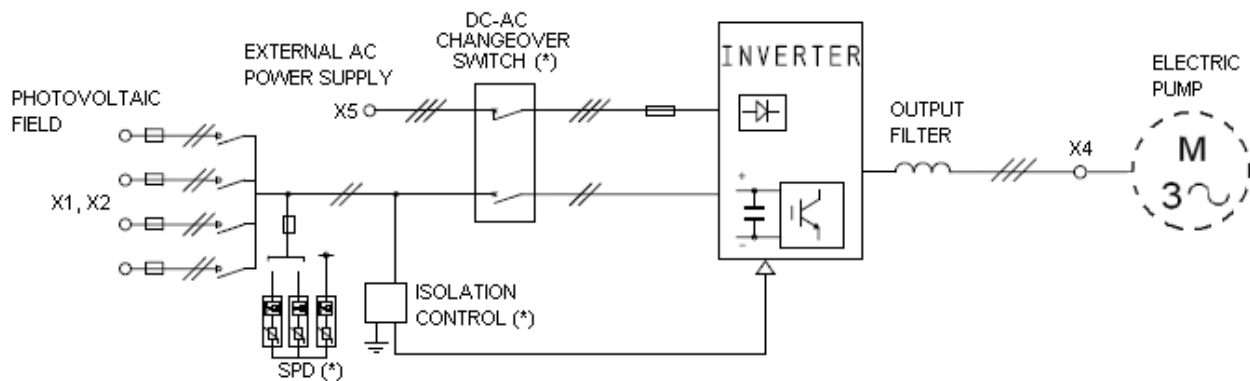 DC-AC
CHANGEOVER
SWITCH (*)
EXTERNAL AC
POWER SUPPLY
X5
PHOTOVOLTAIC
FIELD
X1, X2
SPD (*)
ISOLATION
CONTROL (*)
INVERTER
+
-
OUTPUT
FILTER
X4
ELECTRIC
PUMP
M
3